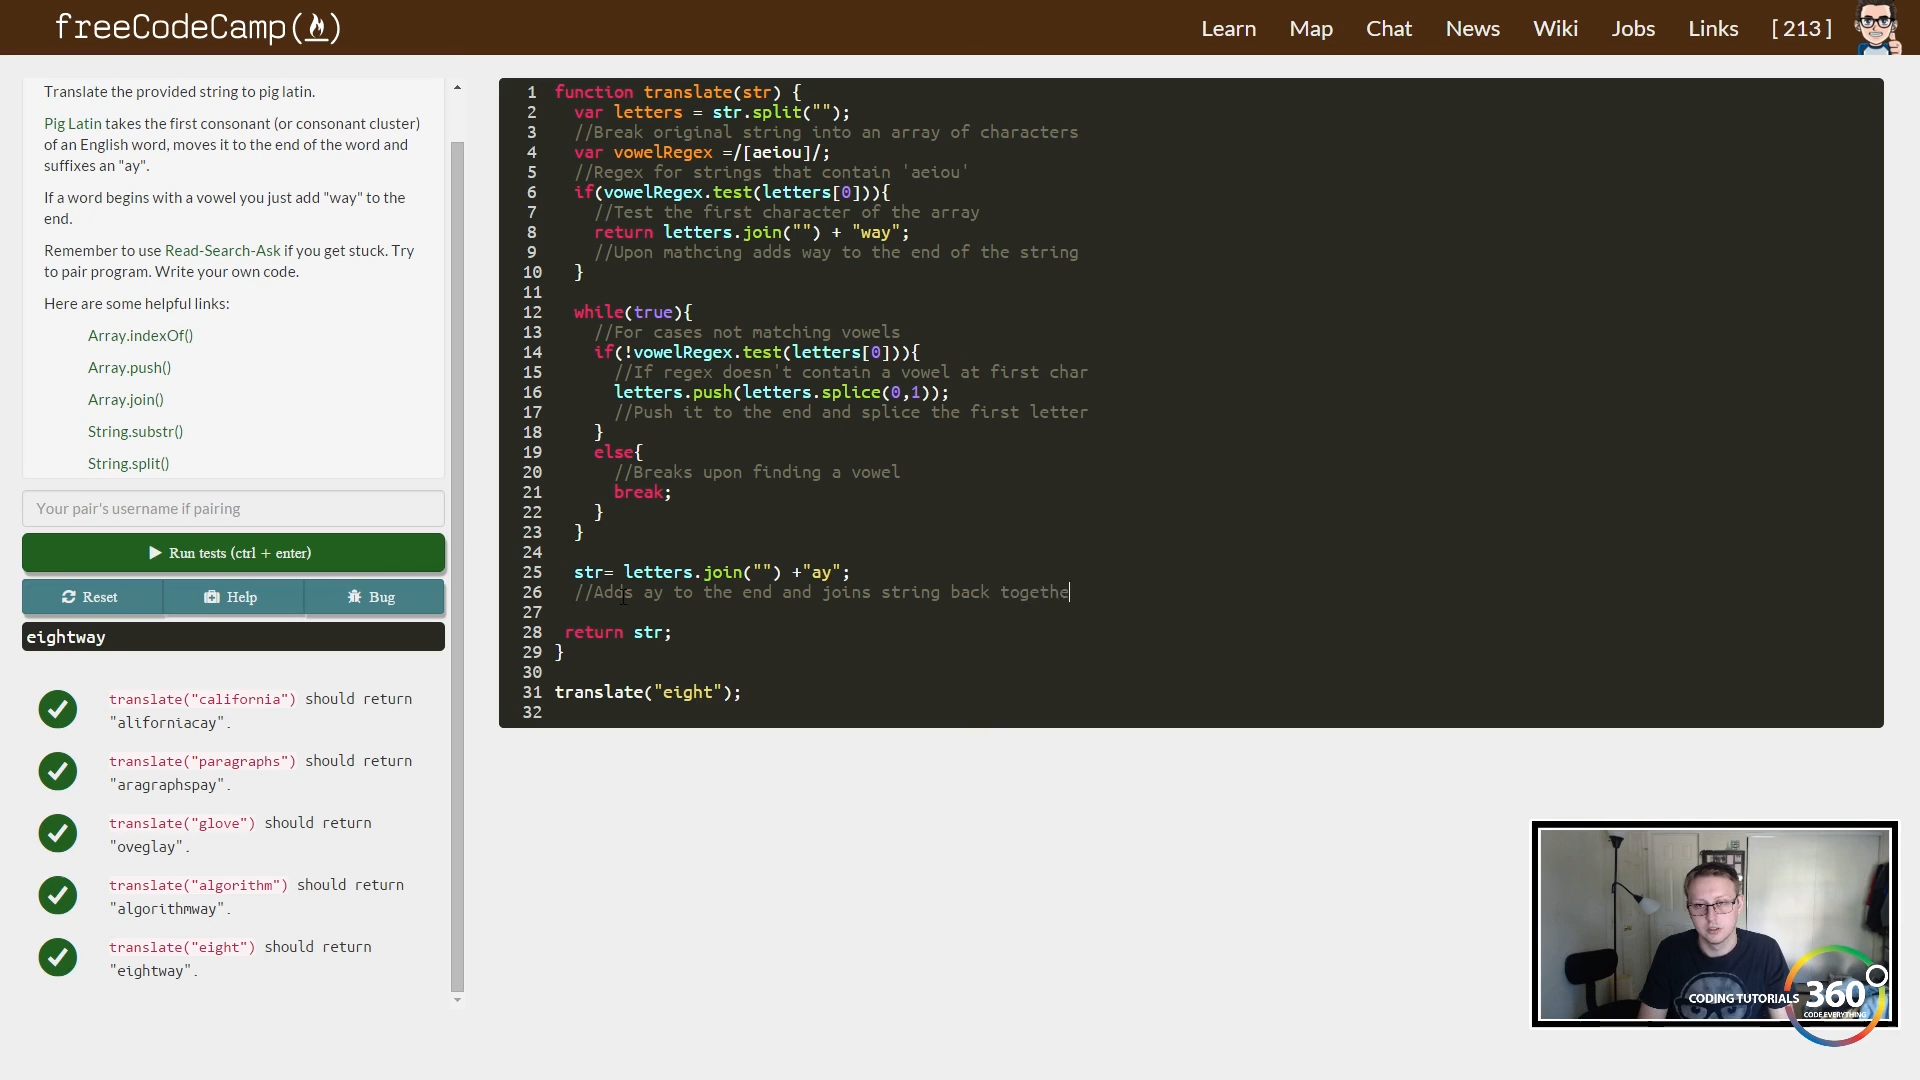 freeCodeCamp
Learn Map Chat News Wiki Jobs Links [ 213 ]
Translate the provided string to pig latin.
Pig Latin takes the first consonant (or consonant cluster)
of an English word, moves it to the end of the word and
suffixes an "ay".
If a word begins with a vowel you just add "way" to the
end.
Remember to use Read-Search-Ask if you get stuck. Try
to pair program. Write your own code.
Here are some helpful links:
Array.indexOf()
Array.push()
Array.join()
String.substr()
String.split()
Your pair's username if pairing
Run tests (ctrl + enter)
Reset Help Bug
eightway
translate("california") should return
"aliforniacay".
translate("paragraphs") should return
"aragraphspay".
translate("glove") should return
"oveglay".
translate("algorithm") should return
"algorithmway".
translate("eight") should return
"eightway".
1 function translate(str) {
2 var letters = str.split("");
3 //Break original string into an array of characters
4 var vowelRegex =/[aeiou]/;
5 //Regex for strings that contain 'aeiou'
6 if(vowelRegex.test(letters[0])){
7 //Test the first character of the array
8 return letters.join("") + "way";
9 //Upon mathcing adds way to the end of the string
10 }
11
12 while(true){
13 //For cases not matching vowels
14 if(!vowelRegex.test(letters[0])){
15 //If regex doesn't contain a vowel at first char
16 letters.push(letters.splice(0,1));
17 //Push it to the end and splice the first letter
18 }
19 else{
20 //Breaks upon finding a vowel
21 break;
22 }
23 }
24
25 str= letters.join("") +"ay";
26 //Adds ay to the end and joins string back togethe
27
28 return str;
29 }
30
31 translate("eight");
32
CODING TUTORIALS 360
CODE EVERYTHING